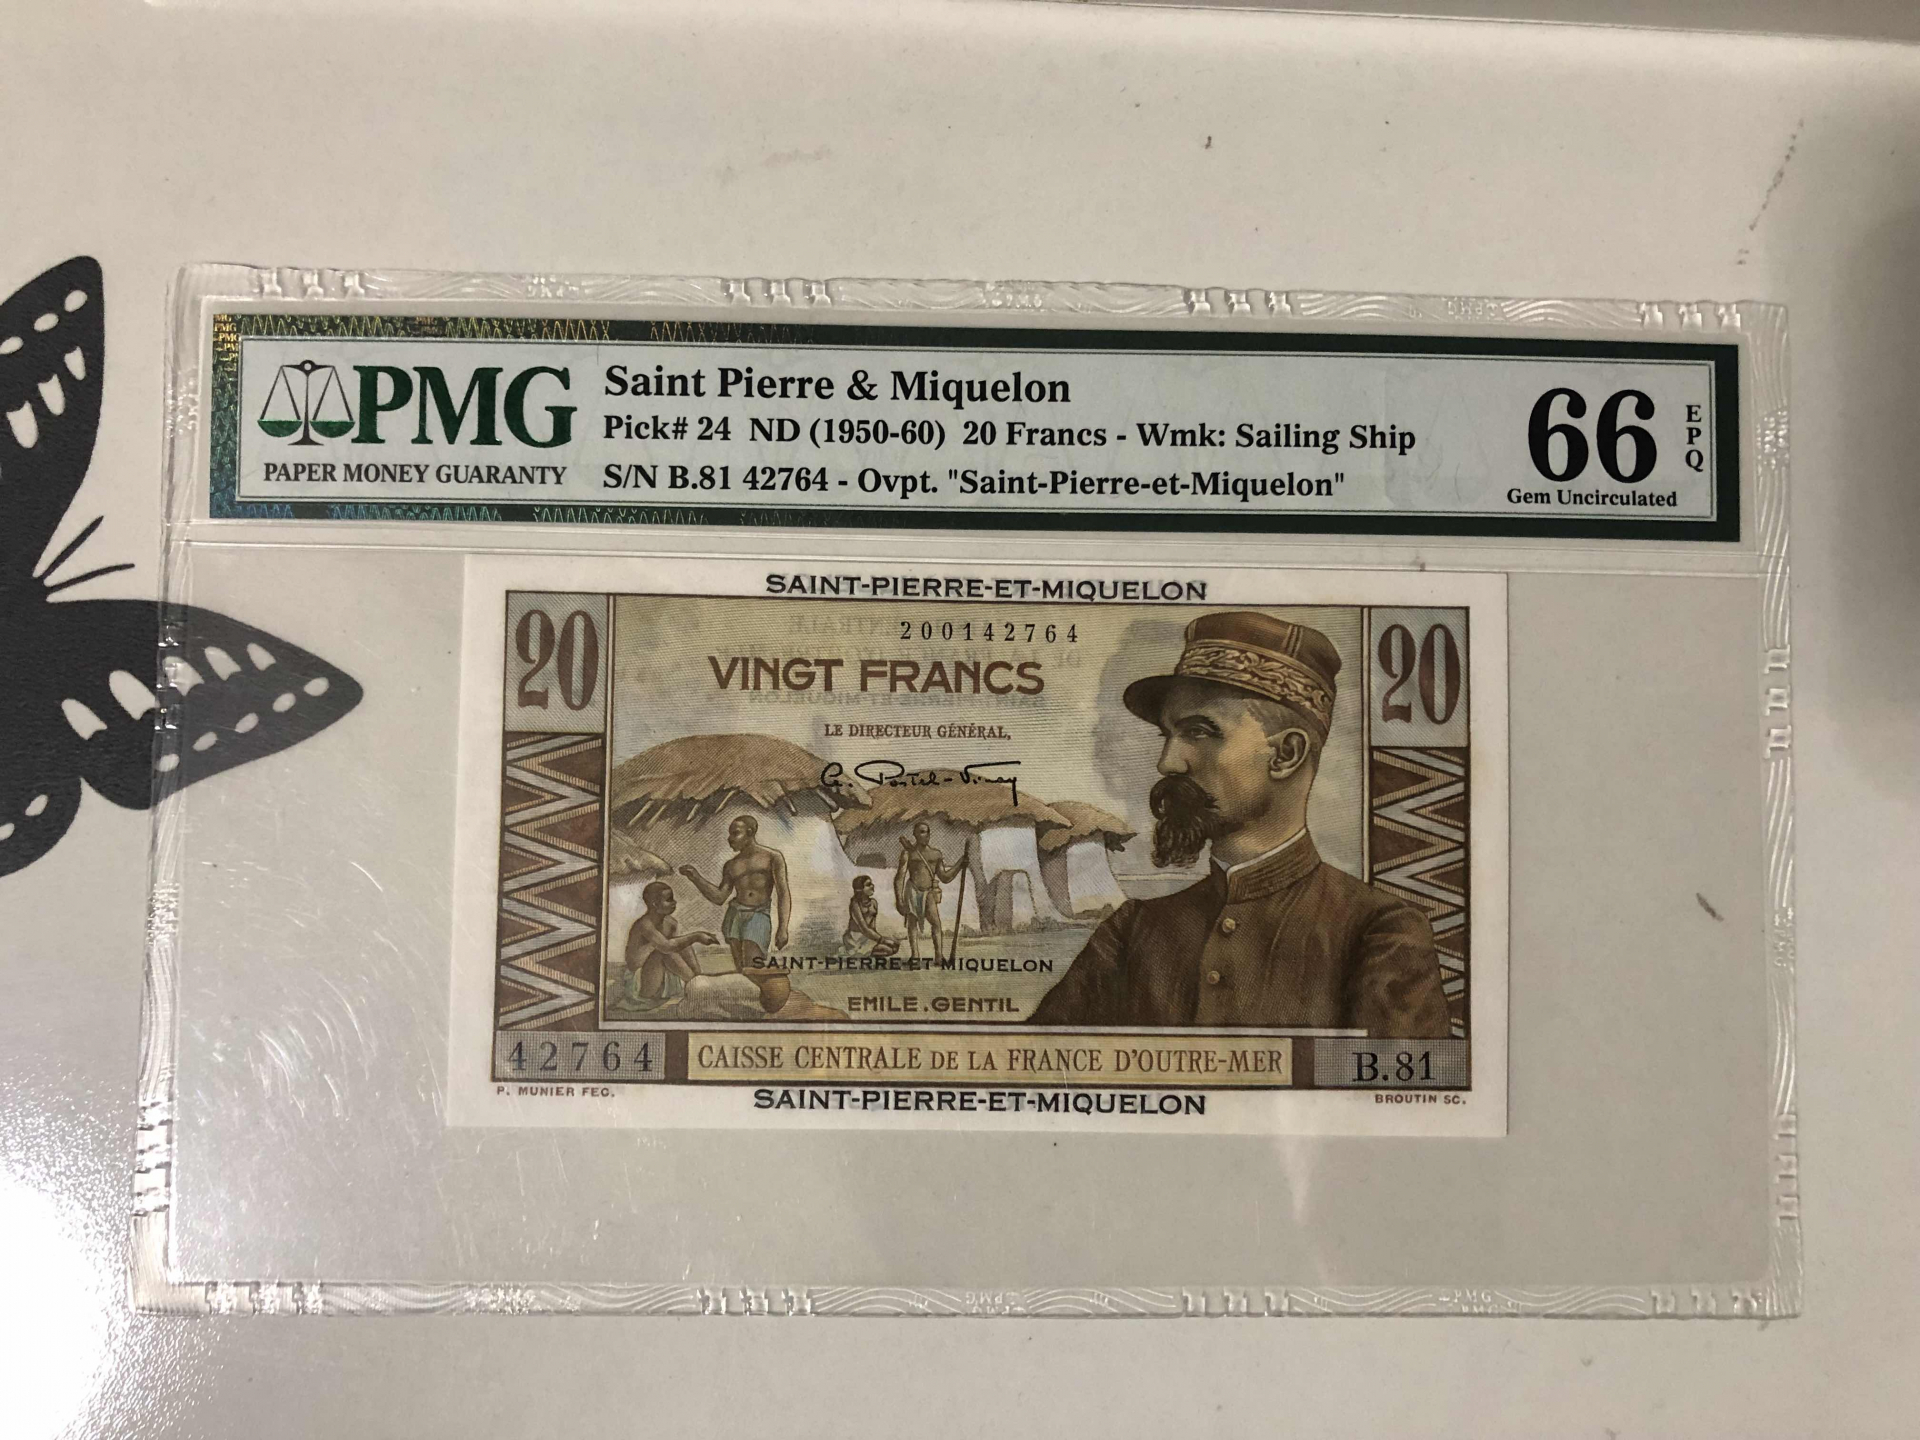 PMG
PAPER MONEY GUARANTY
Saint Pierre & Miquelon
Pick# 24 ND (1950-60) 20 Francs - Wmk: Sailing Ship
S/N B.81 42764 - Ovpt. "Saint-Pierre-et-Miquelon"
66
EPQ
Gem Uncirculated
SAINT-PIERRE-ET-MIQUELON
20
200142764
20
VINGT FRANCS
LE DIRECTEUR GÉNÉRAL,
G. Postel-Vinay
SAINT-PIERRE-ET-MIQUELON
EMILE.GENTIL
42764
CAISSE CENTRALE DE LA FRANCE D'OUTRE-MER
B.81
P. MUNIER FEC.
SAINT-PIERRE-ET-MIQUELON
BROUTIN SC.